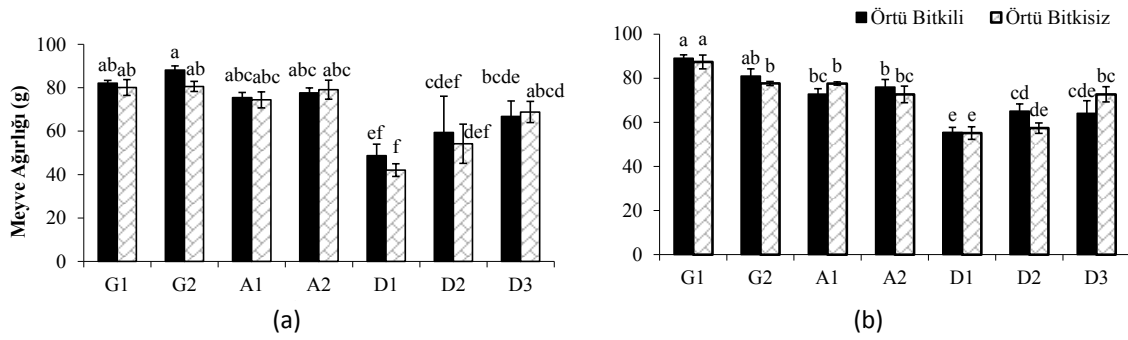 Örtü Bitkili Örtü Bitkisiz
Meyve Ağırlığı (g)
100
80
60
40
20
0
ab ab a ab abc abc abc abc ef f cdef def bcde abcd
G1 G2 A1 A2 D1 D2 D3
(a)
100
80
60
40
20
0
a a ab b bc b b bc e e cd de cde bc
G1 G2 A1 A2 D1 D2 D3
(b)